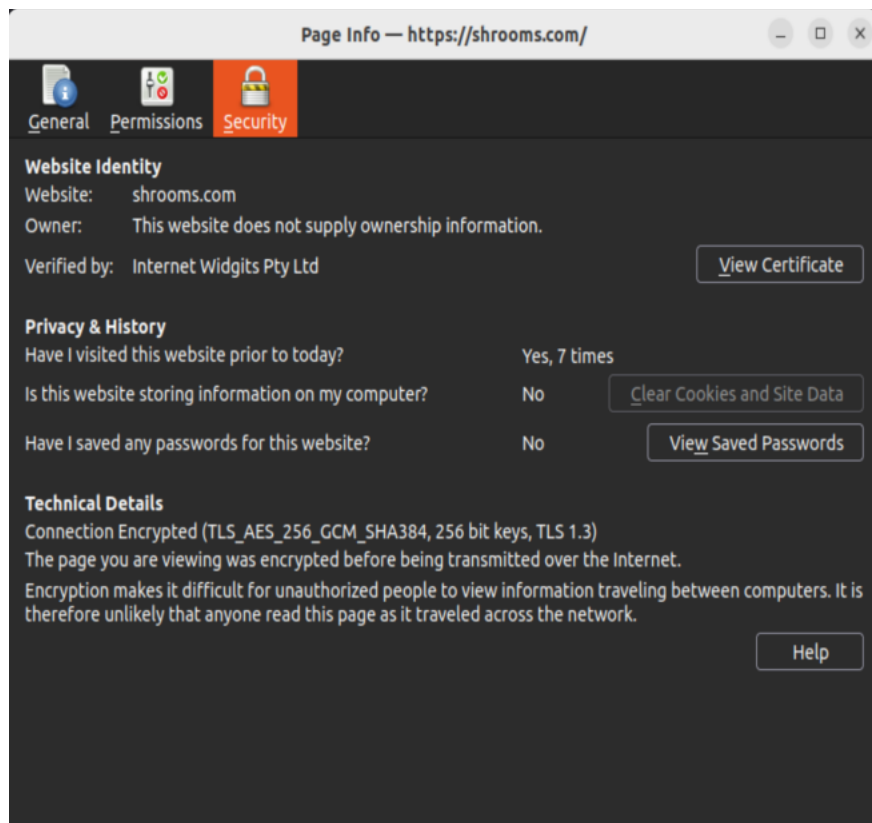 Page Info — https://shrooms.com/
General Permissions Security
Website Identity
Website: shrooms.com
Owner: This website does not supply ownership information.
Verified by: Internet Widgits Pty Ltd View Certificate
Privacy & History
Have I visited this website prior to today? Yes, 7 times
Is this website storing information on my computer? No Clear Cookies and Site Data
Have I saved any passwords for this website? No View Saved Passwords
Technical Details
Connection Encrypted (TLS_AES_256_GCM_SHA384, 256 bit keys, TLS 1.3)
The page you are viewing was encrypted before being transmitted over the Internet.
Encryption makes it difficult for unauthorized people to view information traveling between computers. It is
therefore unlikely that anyone read this page as it traveled across the network.
Help